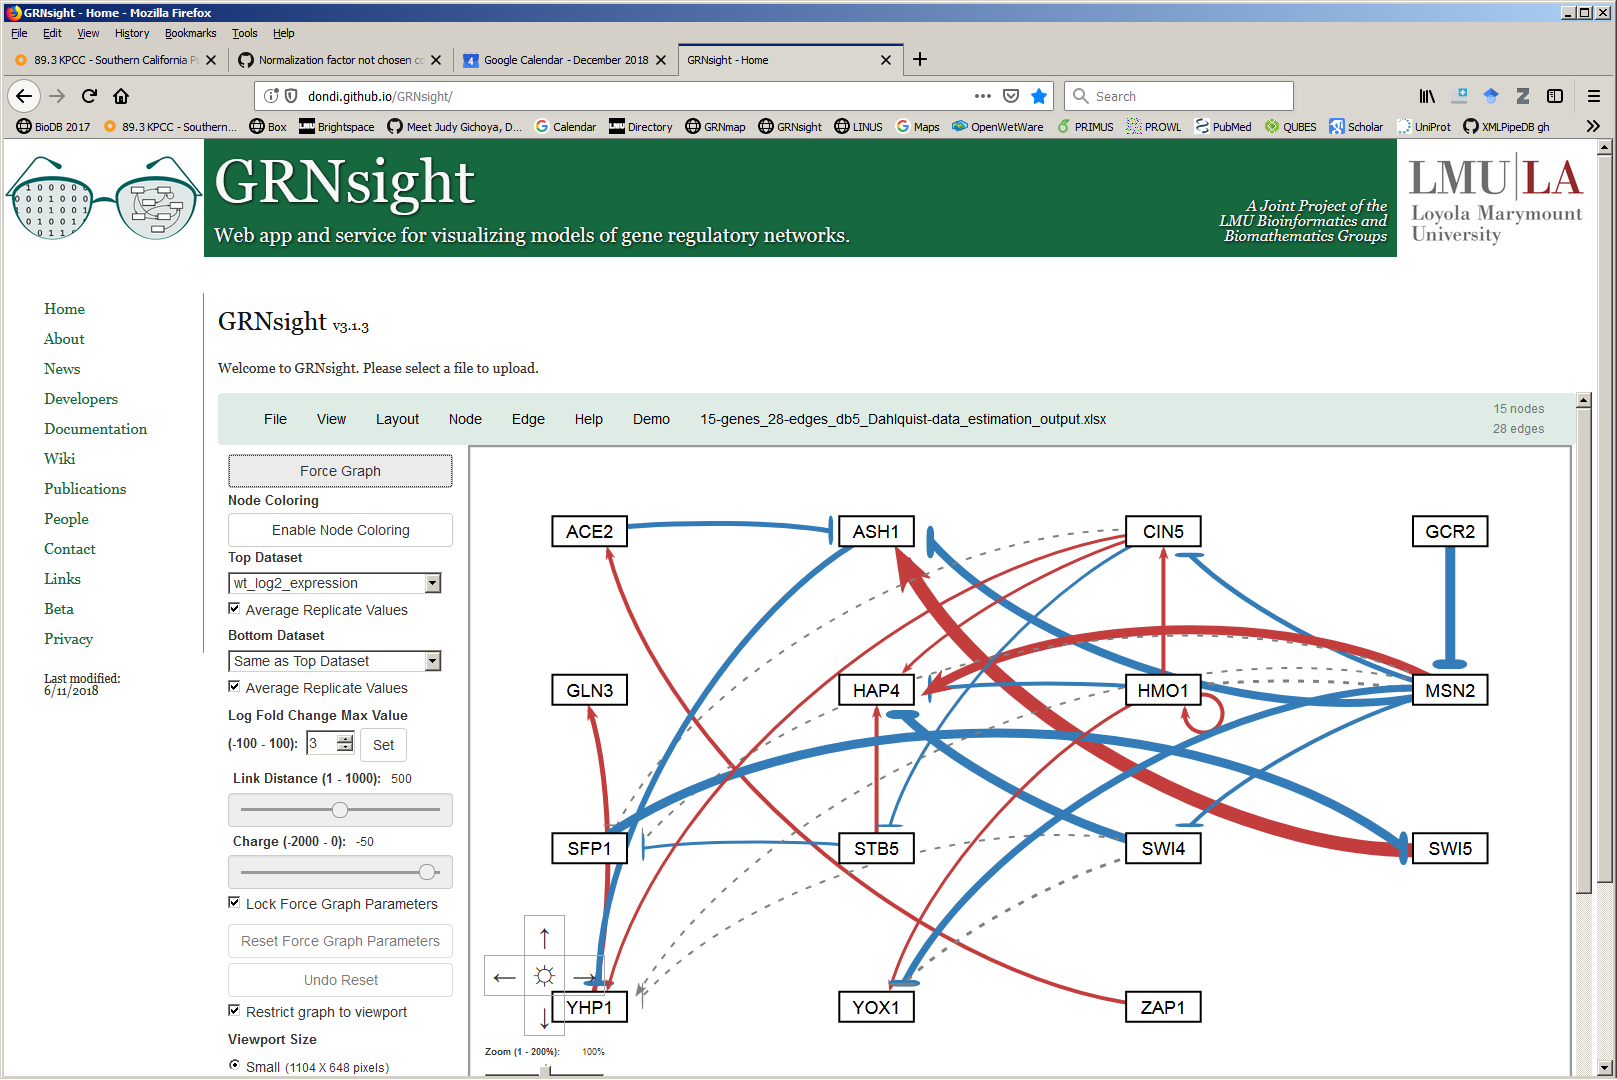 GRNsight - Home - Mozilla Firefox
File Edit View History Bookmarks Tools Help
89.3 KPCC - Southern California P
Normalization factor not chosen c
Google Calendar - December 2018
GRNsight - Home
dondi.github.io/GRNsight/
Search
BioDB 2017 89.3 KPCC - Southern... Box Brightspace Meet Judy Gichoya, D... Calendar Directory GRNmap GRNsight LINUS Maps OpenWetWare PRIMUS PROWL PubMed QUBES Scholar UniProt XMLPipeDB gh
GRNsight
Web app and service for visualizing models of gene regulatory networks.
A Joint Project of the
LMU Bioinformatics and
Biomathematics Groups
LMU LA
Loyola Marymount
University
Home
About
News
Developers
Documentation
Wiki
Publications
People
Contact
Links
Beta
Privacy
Last modified:
6/11/2018
GRNsight v3.1.3
Welcome to GRNsight. Please select a file to upload.
File View Layout Node Edge Help Demo 15-genes_28-edges_db5_Dahlquist-data_estimation_output.xlsx
15 nodes
28 edges
Force Graph
Node Coloring
Enable Node Coloring
Top Dataset
wt_log2_expression
Average Replicate Values
Bottom Dataset
Same as Top Dataset
Average Replicate Values
Log Fold Change Max Value
(-100 - 100): 3 Set
Link Distance (1 - 1000): 500
Charge (-2000 - 0): -50
Lock Force Graph Parameters
Reset Force Graph Parameters
Undo Reset
Restrict graph to viewport
Viewport Size
Small (1104 X 648 pixels)
ACE2 ASH1 CIN5 GCR2
GLN3 HAP4 HMO1 MSN2
SFP1 STB5 SWI4 SWI5
YHP1 YOX1 ZAP1
Zoom (1 - 200%): 100%